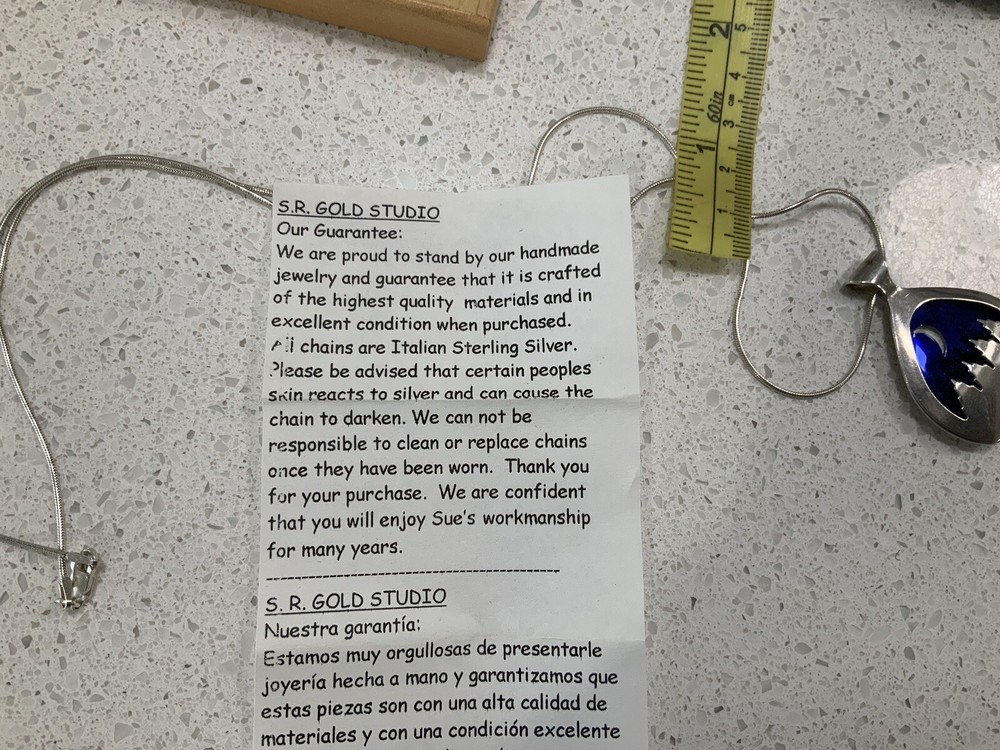 S.R. GOLD STUDIO
Our Guarantee:
We are proud to stand by our handmade
jewelry and guarantee that it is crafted
of the highest quality materials and in
excellent condition when purchased.
All chains are Italian Sterling Silver.
Please be advised that certain peoples
skin reacts to silver and can cause the
chain to darken. We can not be
responsible to clean or replace chains
once they have been worn. Thank you
for your purchase. We are confident
that you will enjoy Sue's workmanship
for many years.
S. R. GOLD STUDIO
Nuestra garantía:
Estamos muy orgullosas de presentarle
joyería hecha a mano y garantizamos que
estas piezas son con una alta calidad de
materiales y con una condición excelente
2 5
4
60in 3 cm
1 2
1